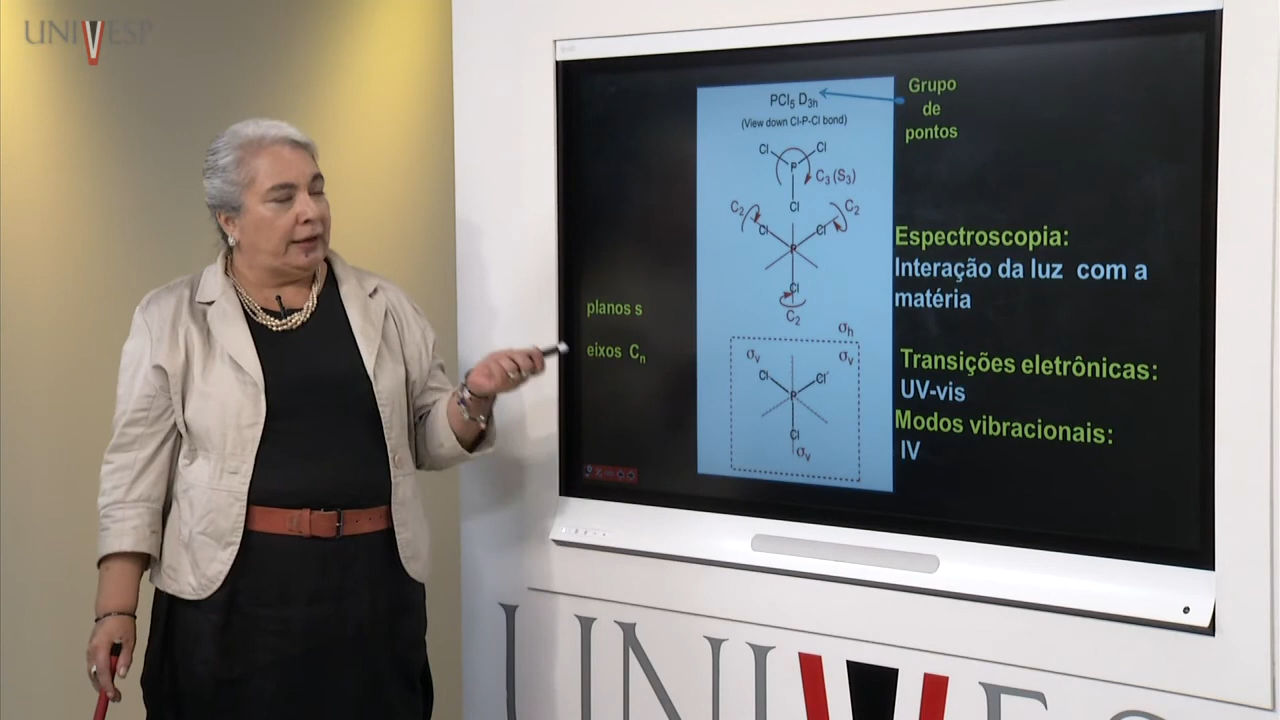 UNIVESP
PCl5 D3h
(View down Cl-P-Cl bond)
Grupo
de
pontos
Cl Cl
P
C3 (S3)
Cl
C2 C2
Cl Cl
P
Cl
C2
Espectroscopia:
Interação da luz com a
matéria
planos s
eixos Cn
σh
σv σv
Cl Cl
P
Cl
σv
Transições eletrônicas:
UV-vis
Modos vibracionais:
IV
UNIVES